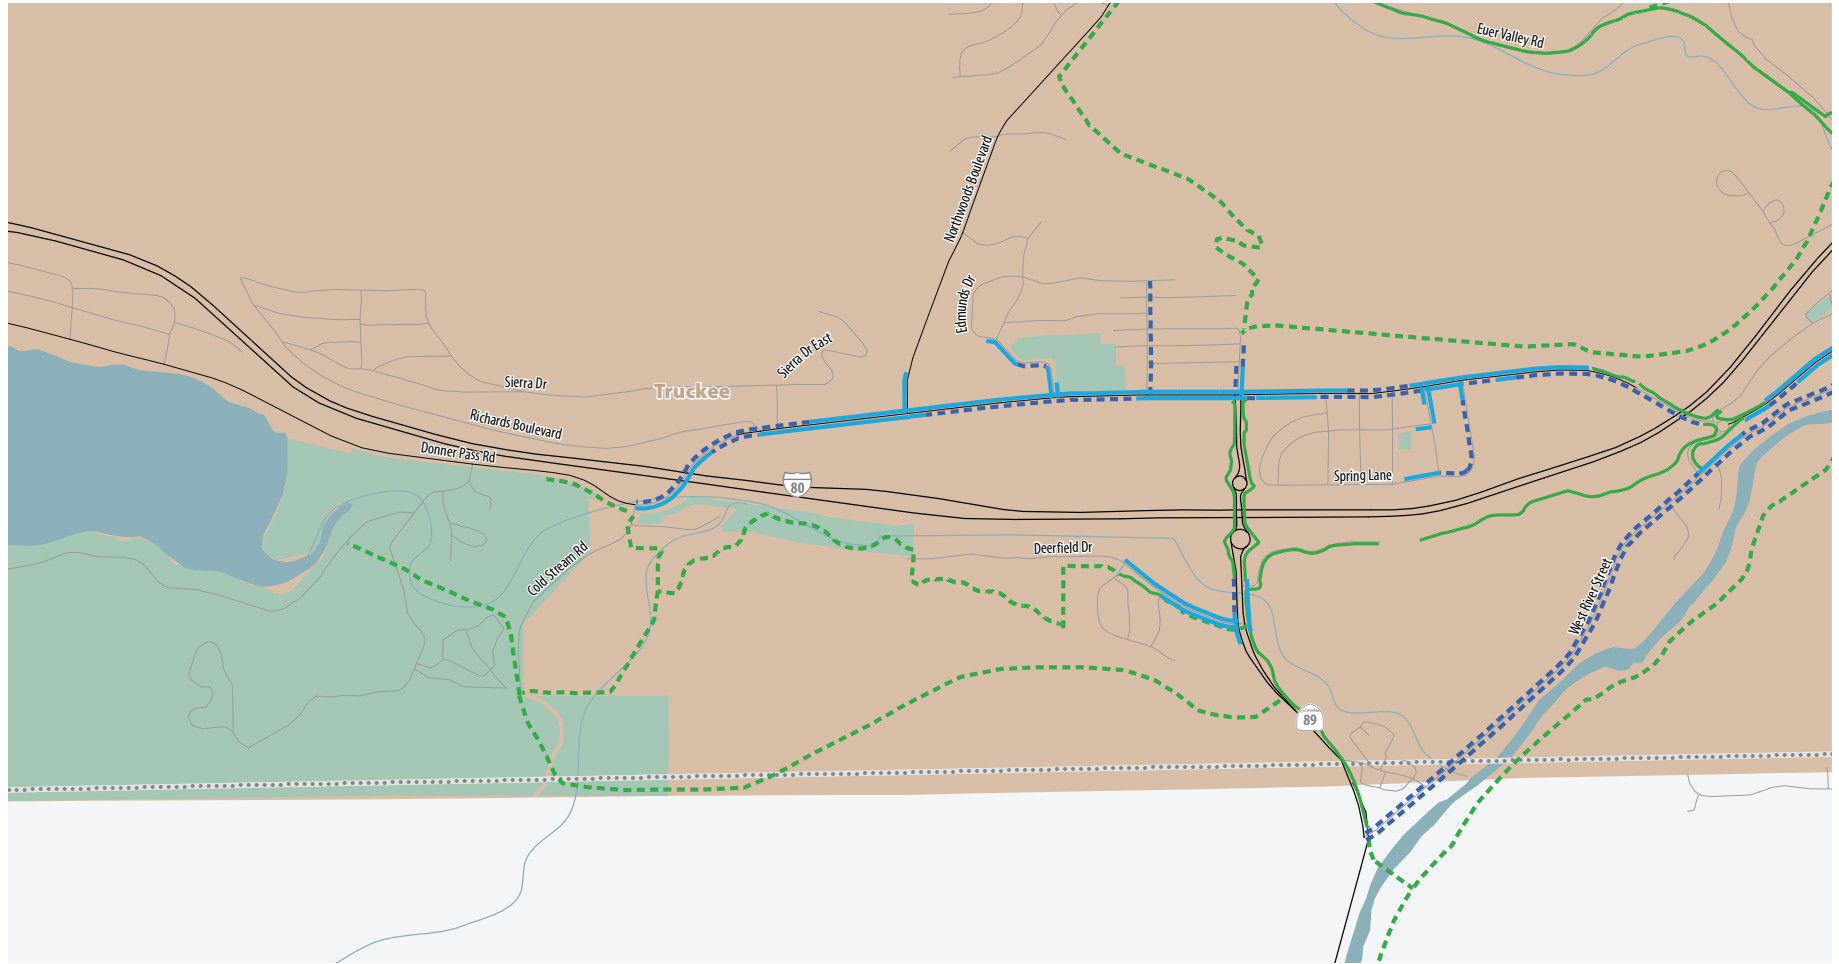 Euer Valley Rd
Northwoods Boulevard
Edmunds Dr
Sierra Dr East
Sierra Dr
Truckee
Richards Boulevard
Donner Pass Rd
80
Spring Lane
Deerfield Dr
Cold Stream Rd
West River Street
89